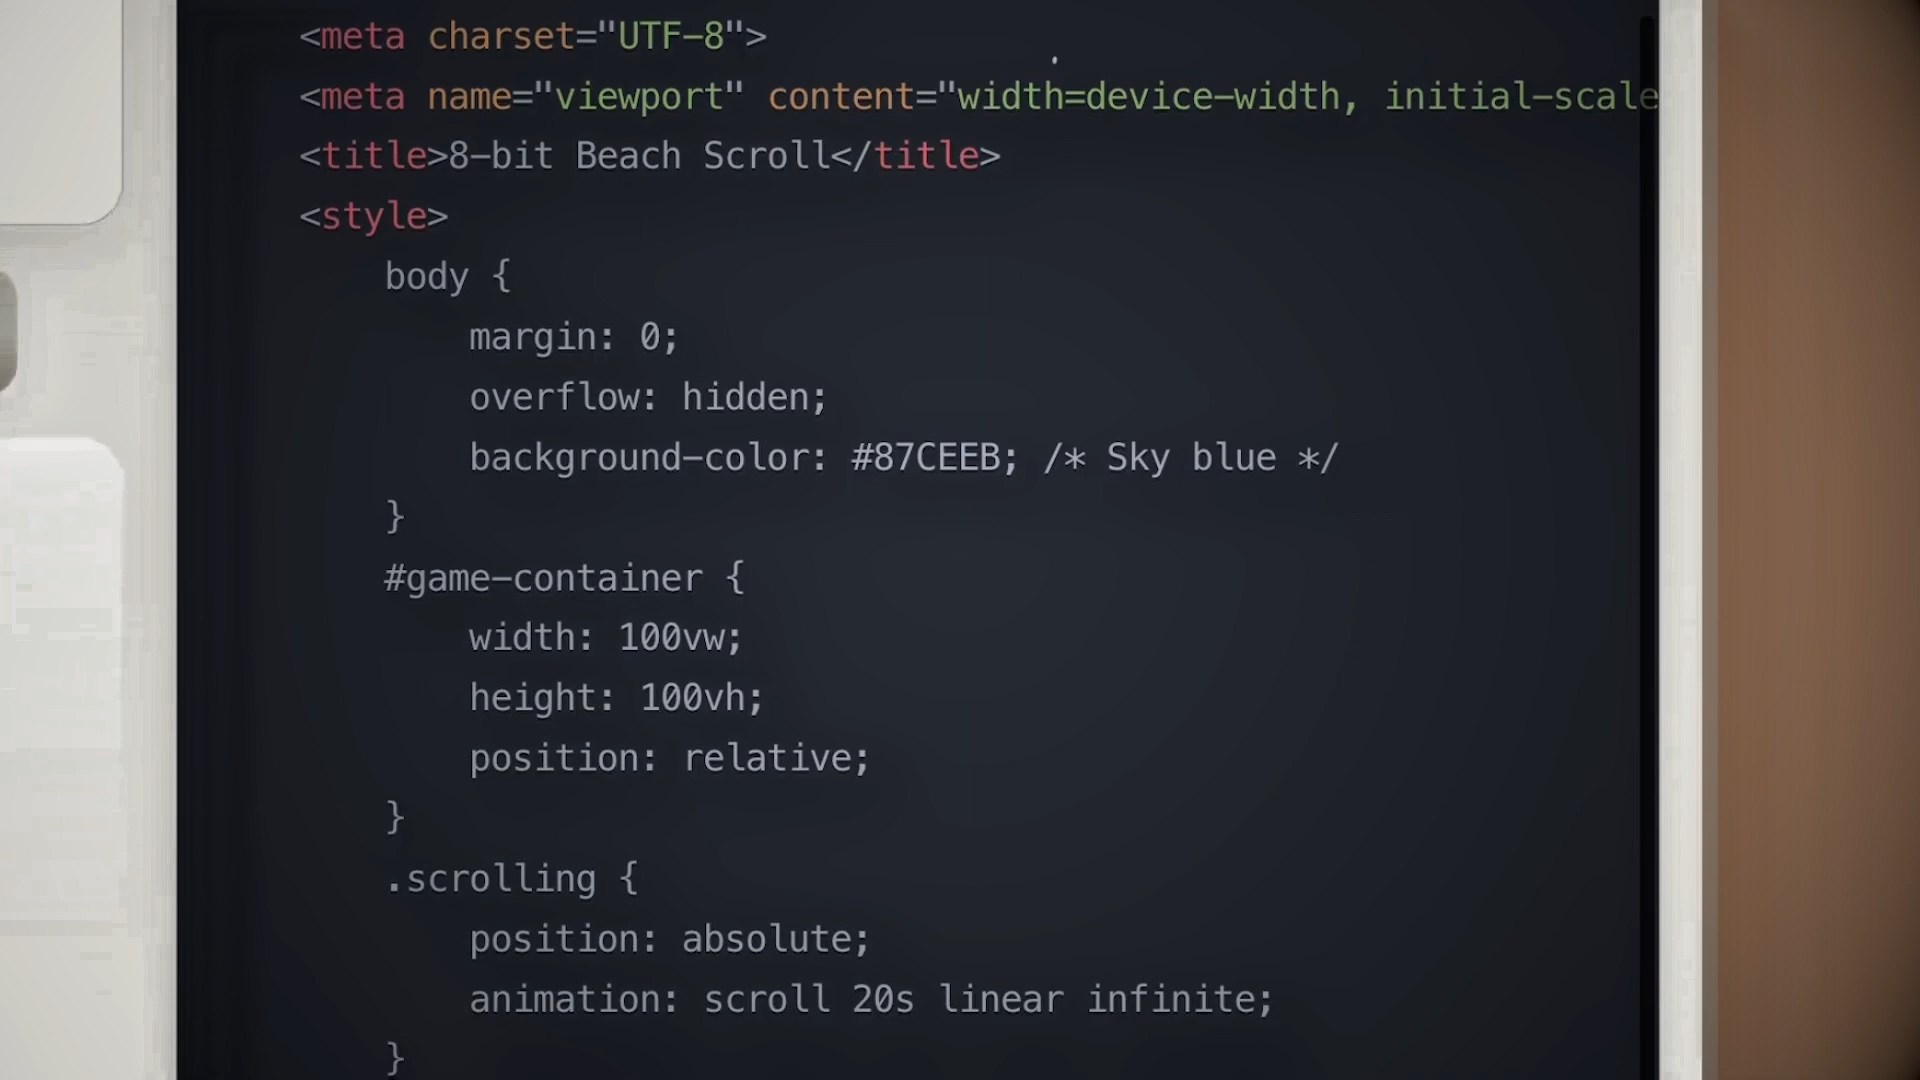 <meta charset="UTF-8">
<meta name="viewport" content="width=device-width, initial-scale
<title>8-bit Beach Scroll</title>
<style>
body {
margin: 0;
overflow: hidden;
background-color: #87CEEB; /* Sky blue */
}
#game-container {
width: 100vw;
height: 100vh;
position: relative;
}
.scrolling {
position: absolute;
animation: scroll 20s linear infinite;
}